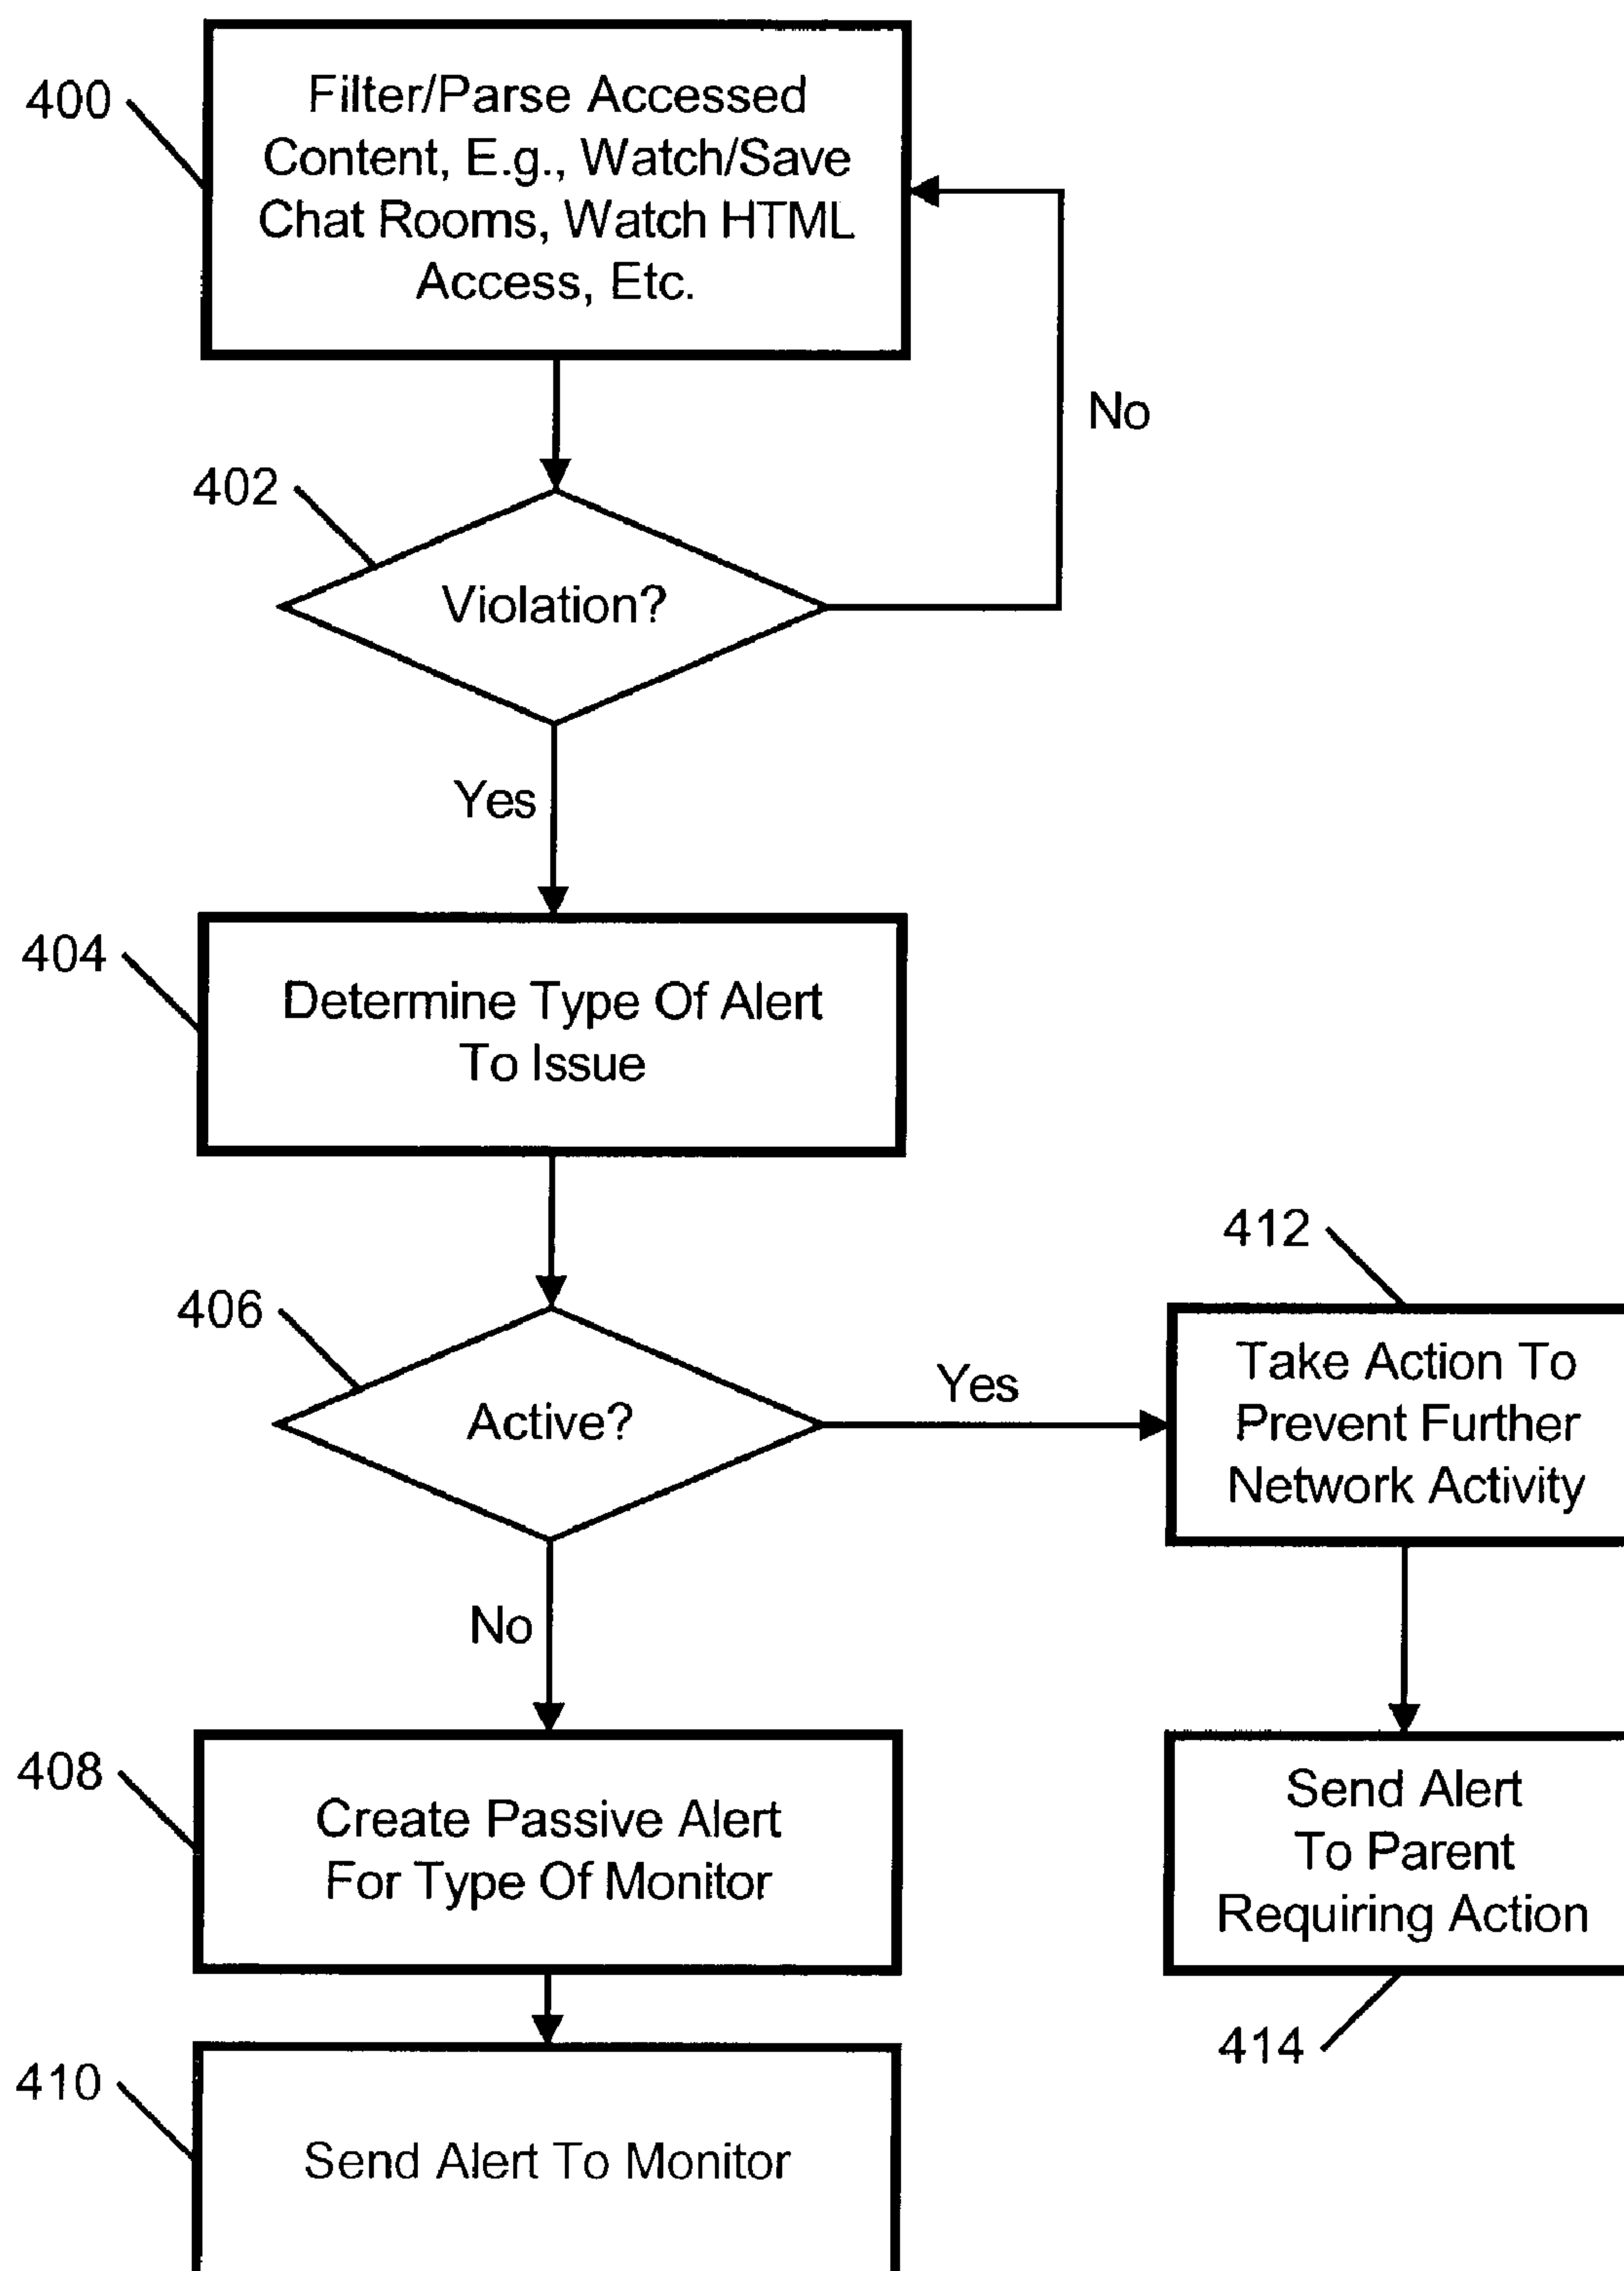 400
Filter/Parse Accessed
Content, E.g., Watch/Save
Chat Rooms, Watch HTML
Access, Etc.
No
402
Violation?
Yes
404
Determine Type Of Alert
To Issue
406
Active?
Yes
412
Take Action To
Prevent Further
Network Activity
No
408
Create Passive Alert
For Type Of Monitor
Send Alert
To Parent
Requiring Action
414
410
Send Alert To Monitor